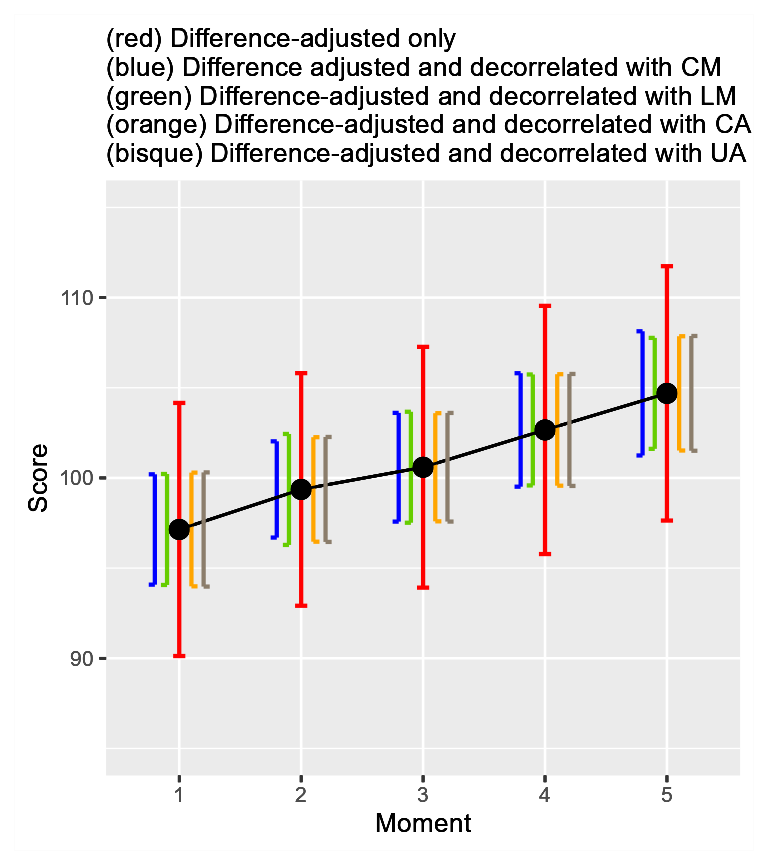 (red) Difference-adjusted only
(blue) Difference adjusted and decorrelated with CM
(green) Difference-adjusted and decorrelated with LM
(orange) Difference-adjusted and decorrelated with CA
(bisque) Difference-adjusted and decorrelated with UA
110
100
90
Score
1 2 3 4 5
Moment